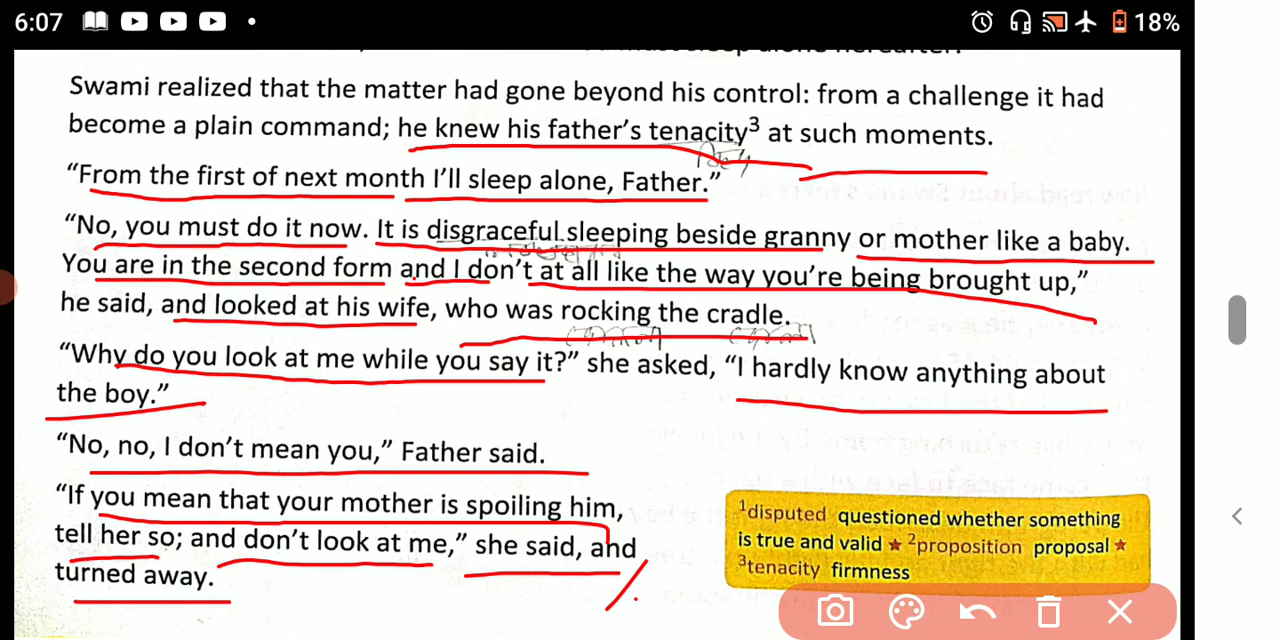 6:07
18%
Swami realized that the matter had gone beyond his control: from a challenge it had
become a plain command; he knew his father's tenacity³ at such moments.
"From the first of next month I'll sleep alone, Father."
"No, you must do it now. It is disgraceful sleeping beside granny or mother like a baby.
You are in the second form and I don't at all like the way you're being brought up,"
he said, and looked at his wife, who was rocking the cradle.
"Why do you look at me while you say it?" she asked, "I hardly know anything about
the boy."
"No, no, I don't mean you," Father said.
"If you mean that your mother is spoiling him,
tell her so; and don't look at me," she said, and
turned away.
¹disputed questioned whether something
is true and valid ★ ²proposition proposal ★
³tenacity firmness